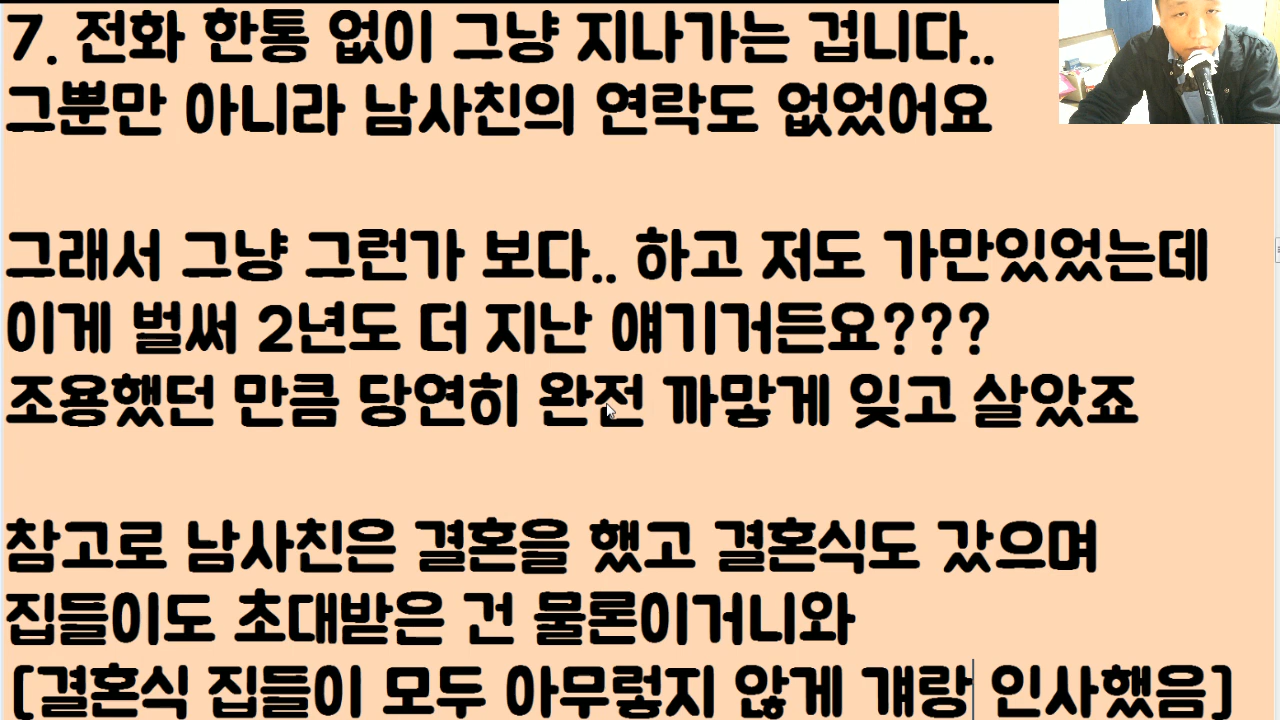 7. 전화 한통 없이 그냥 지나가는 겁니다..
그뿐만 아니라 남사친의 연락도 없었어요
그래서 그냥 그런가 보다.. 하고 저도 가만있었는데
이게 벌써 2년도 더 지난 얘기거든요???
조용했던 만큼 당연히 완전 까맣게 잊고 살았죠
참고로 남사친은 결혼을 했고 결혼식도 갔으며
집들이도 초대받은 건 물론이거니와
[결혼식 집들이 모두 아무렇지 않게 걔랑 인사했음]